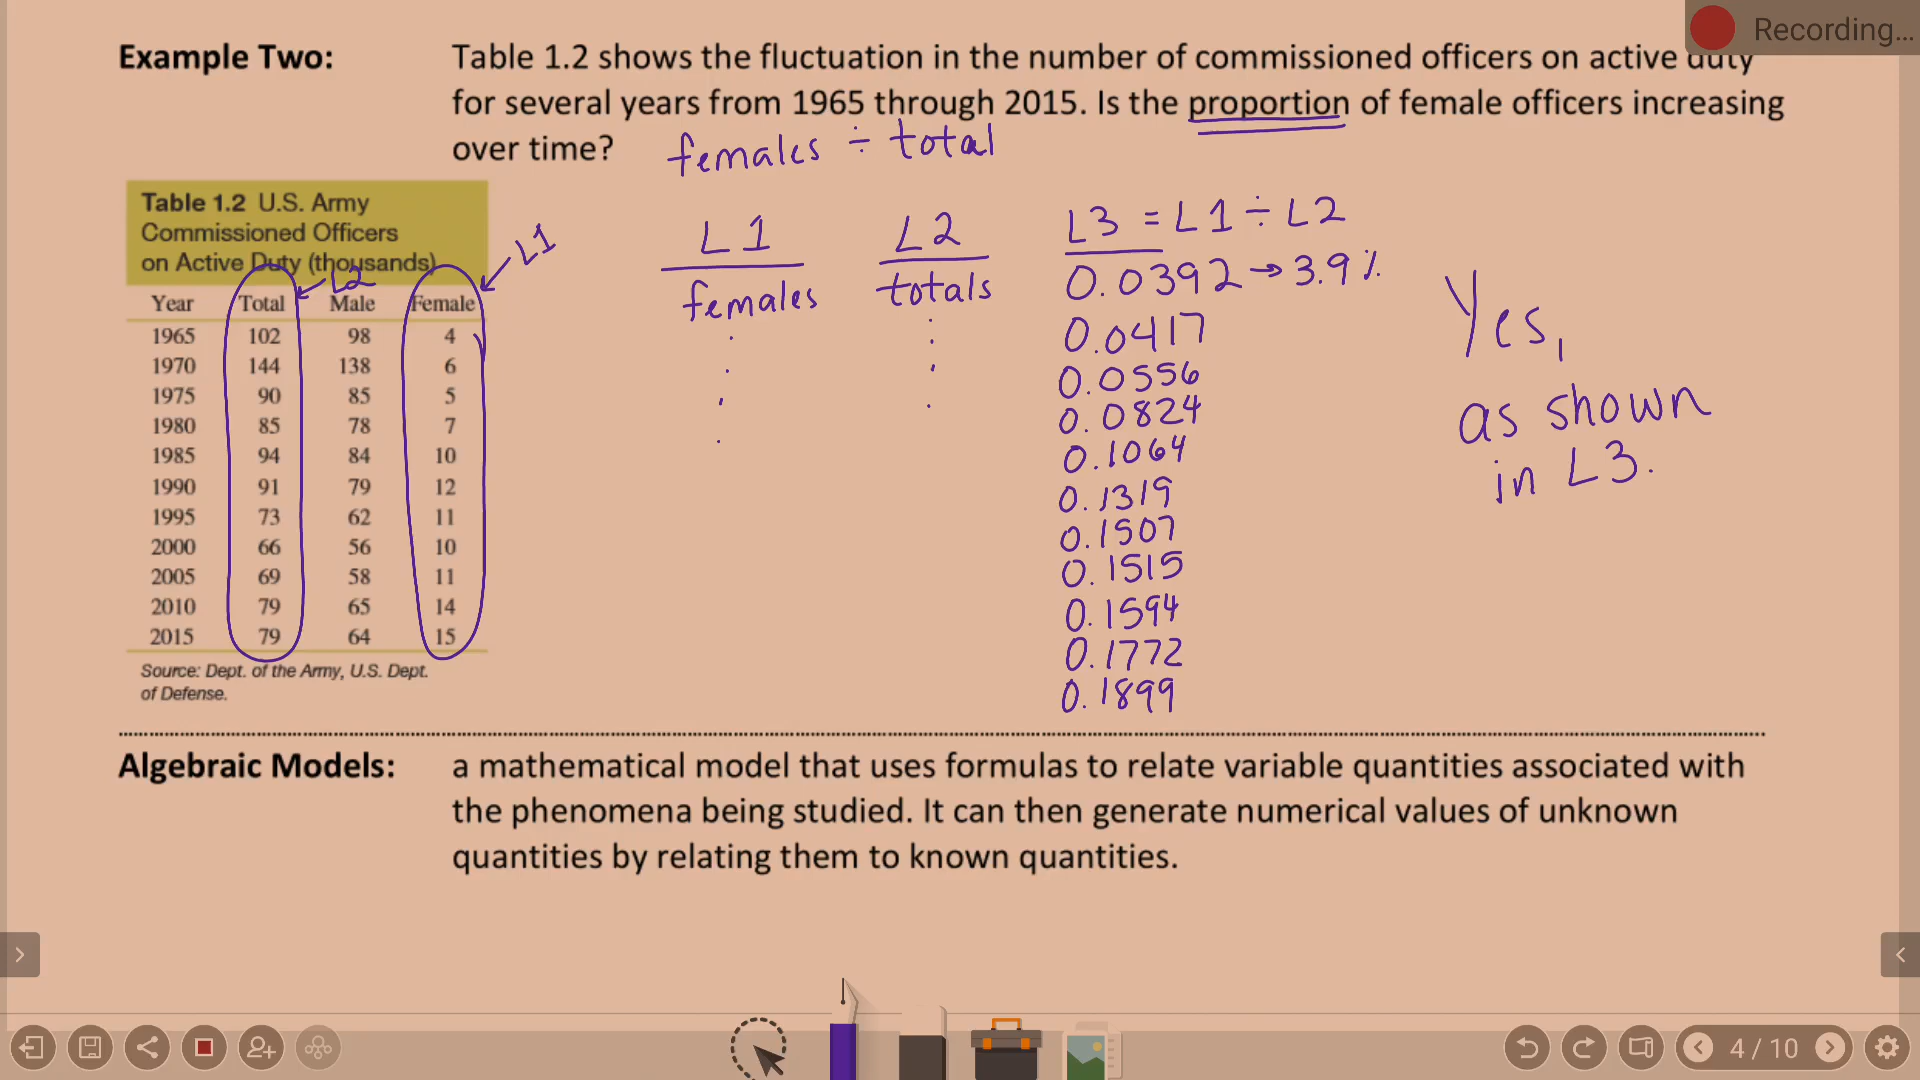 Recording...
Example Two: Table 1.2 shows the fluctuation in the number of commissioned officers on active duty
for several years from 1965 through 2015. Is the proportion of female officers increasing
over time? females ÷ total
Table 1.2 U.S. Army
Commissioned Officers
on Active Duty (thousands)
L2
L1
Year Total Male Female
1965 102 98 4
1970 144 138 6
1975 90 85 5
1980 85 78 7
1985 94 84 10
1990 91 79 12
1995 73 62 11
2000 66 56 10
2005 69 58 11
2010 79 65 14
2015 79 64 15
Source: Dept. of the Army, U.S. Dept.
of Defense.
L1
females
L2
totals
L3 = L1 ÷ L2
0.0392 → 3.9%
0.0417
0.0556
0.0824
0.1064
0.1319
0.1507
0.1515
0.1594
0.1772
0.1899
Yes,
as shown
in L3.
Algebraic Models: a mathematical model that uses formulas to relate variable quantities associated with
the phenomena being studied. It can then generate numerical values of unknown
quantities by relating them to known quantities.
4 / 10